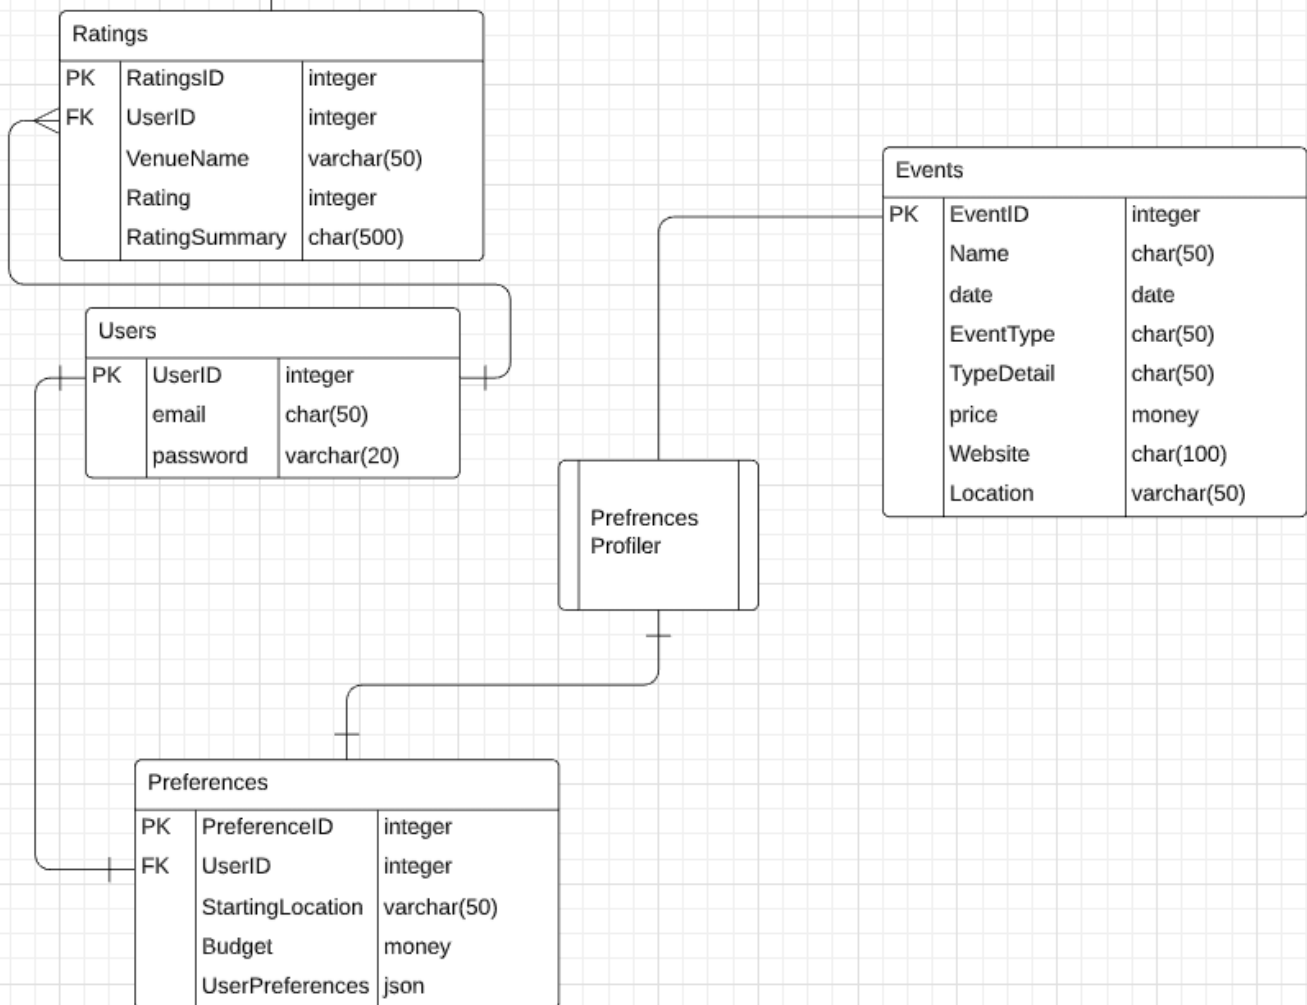 Ratings
PK RatingsID integer
FK UserID integer
VenueName varchar(50)
Rating integer
RatingSummary char(500)
Users
PK UserID integer
email char(50)
password varchar(20)
Events
PK EventID integer
Name char(50)
date date
EventType char(50)
TypeDetail char(50)
price money
Website char(100)
Location varchar(50)
Prefrences
Profiler
Preferences
PK PreferenceID integer
FK UserID integer
StartingLocation varchar(50)
Budget money
UserPreferences json